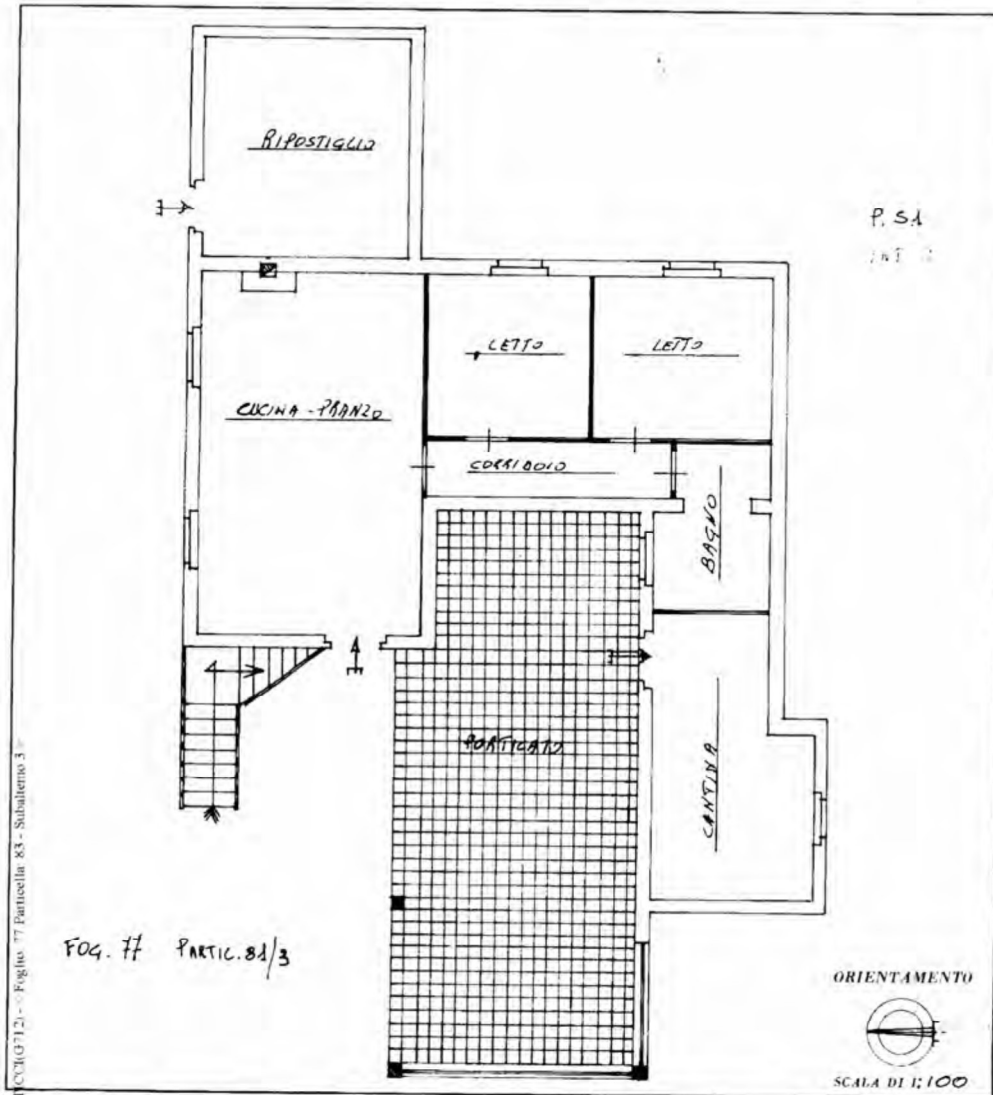 RIPOSTIGLIO
P. S1
LETTO
LETTO
CUCINA - PRANZO
CORRIDOIO
BAGNO
PORTICATO
CANTINA
FOG. 77 PARTIC. 81/3
ORIENTAMENTO
SCALA DI 1:100
(G712) - Foglio 77 Particella: 83 - Subalterno 3